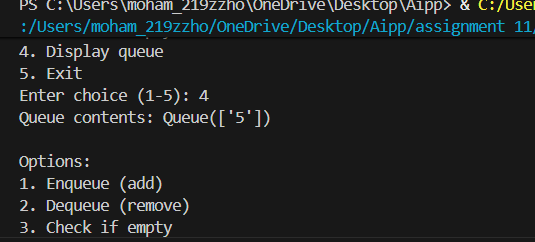 PS C:\Users\moham_219zzho\OneDrive\Desktop\Aipp> & C:/User
:/Users/moham_219zzho/OneDrive/Desktop/Aipp/assignment 11/
4. Display queue
5. Exit
Enter choice (1-5): 4
Queue contents: Queue(['5'])
Options:
1. Enqueue (add)
2. Dequeue (remove)
3. Check if empty